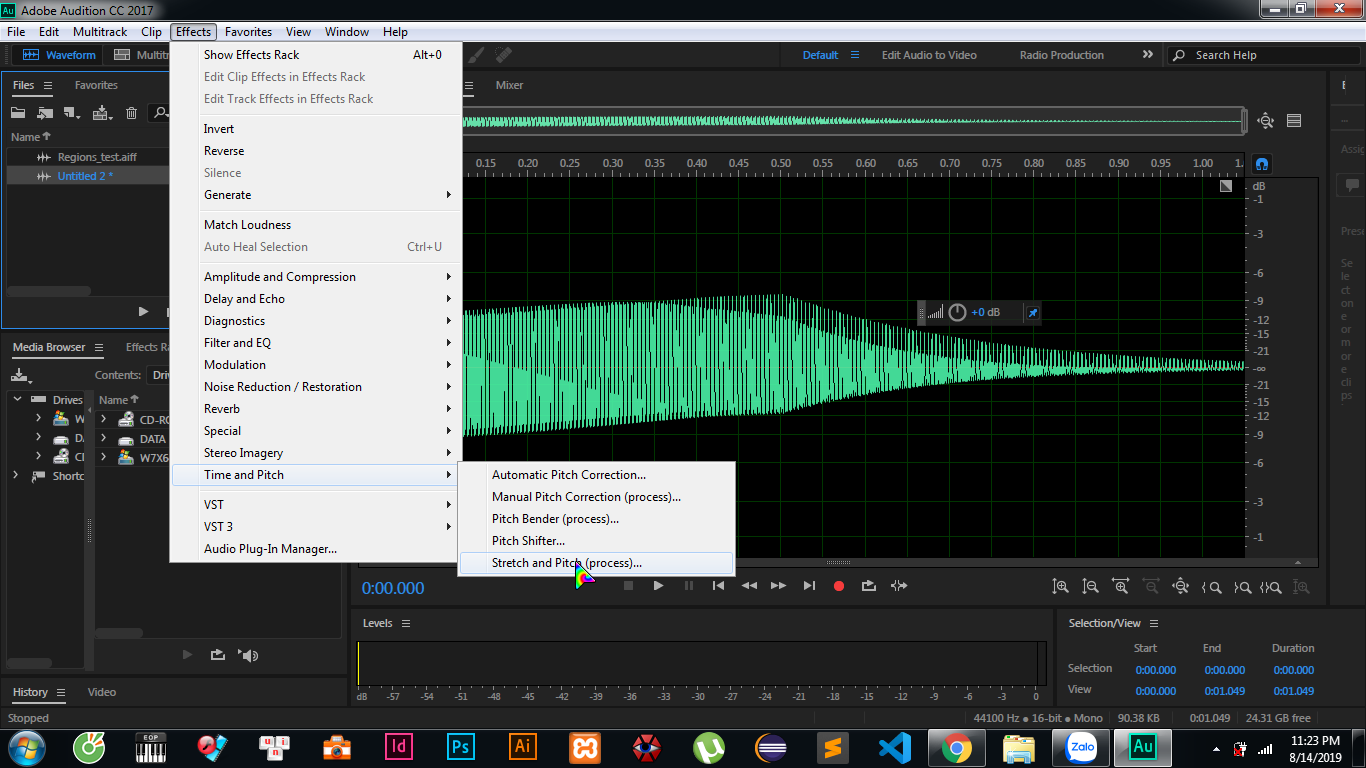 Au Adobe Audition CC 2017
File Edit Multitrack Clip Effects Favorites View Window Help
Waveform Multitr Default Edit Audio to Video Radio Production Search Help
Files Favorites Mixer
Name
Regions_test.aiff
Untitled 2 *
Show Effects Rack Alt+0
Edit Clip Effects in Effects Rack
Edit Track Effects in Effects Rack
Invert
Reverse
Silence
Generate
Match Loudness
Auto Heal Selection Ctrl+U
Amplitude and Compression
Delay and Echo
Diagnostics
Filter and EQ
Modulation
Noise Reduction / Restoration
Reverb
Special
Stereo Imagery
Time and Pitch
VST
VST 3
Audio Plug-In Manager...
Automatic Pitch Correction...
Manual Pitch Correction (process)...
Pitch Bender (process)...
Pitch Shifter...
Stretch and Pitch (process)...
0.15 0.20 0.25 0.30 0.35 0.40 0.45 0.50 0.55 0.60 0.65 0.70 0.75 0.80 0.85 0.90 0.95 1.00 1.
dB
-1
-3
-6
-9
-12
-15
-21
-∞
-21
-15
-12
-9
-6
-3
-1
+0 dB
E
...
Assig
Prese
Se
le
ct
on
e
or
m
or
e
cli
ps
Media Browser Effects Ra
Contents: Driv
Drives
W
DA
CI
Shortc
Name
CD-RO
DATA
W7X6
0:00.000
Levels
dB -57 -54 -51 -48 -45 -42 -39 -36 -33 -30 -27 -24 -21 -18 -15 -12 -9 -6 -3 0
Selection/View
Start End Duration
Selection 0:00.000 0:00.000 0:00.000
View 0:00.000 0:01.049 0:01.049
History Video
Stopped
44100 Hz ● 16-bit ● Mono 90.38 KB 0:01.049 24.31 GB free
EOP
Id
Ps
Ai
Zalo
Au
11:23 PM
8/14/2019